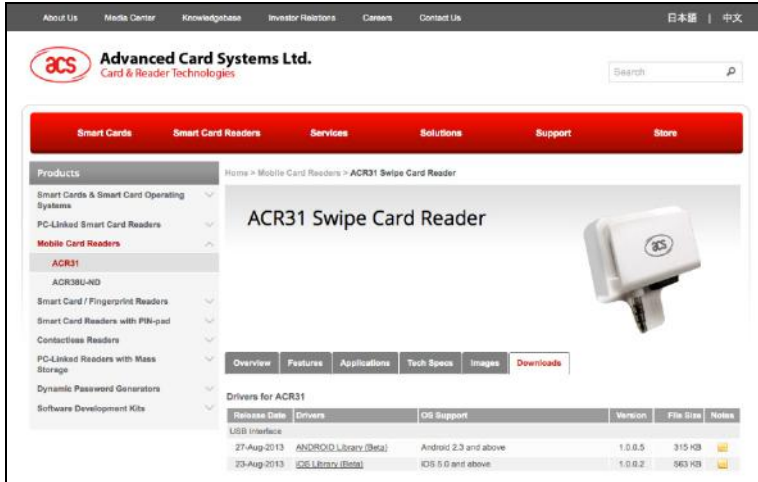 About Us Media Center Knowledgebase Investor Relations Careers Contact Us 日本語 | 中文
acs
Advanced Card Systems Ltd.
Card & Reader Technologies
Search
Smart Cards Smart Card Readers Services Solutions Support Store
Products
Home > Mobile Card Readers > ACR31 Swipe Card Reader
Smart Cards & Smart Card Operating
Systems
PC-Linked Smart Card Readers
Mobile Card Readers
ACR31
ACR38U-ND
Smart Card / Fingerprint Readers
Smart Card Readers with PIN-pad
Contactless Readers
PC-Linked Readers with Mass
Storage
Dynamic Password Generators
Software Development Kits
ACR31 Swipe Card Reader
acs
Overview Features Applications Tech Specs Images Downloads
Drivers for ACR31
Release Date Drivers OS Support Version File Size Notes
USB Interface
27-Aug-2013 ANDROID Library (Beta) Android 2.3 and above 1.0.0.5 315 KB
23-Aug-2013 iOS Library (Beta) iOS 5.0 and above 1.0.0.2 563 KB